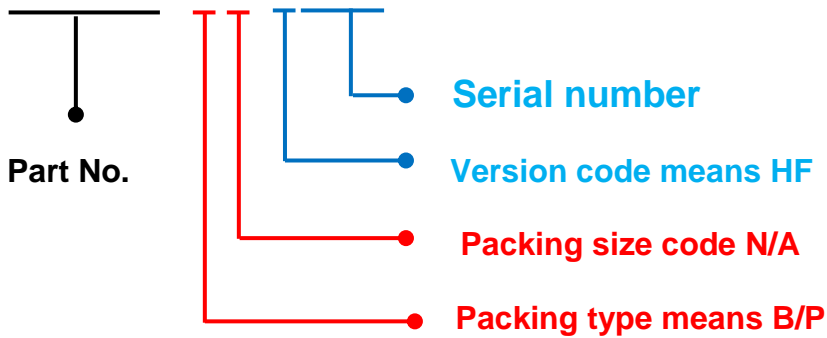 Serial number
Part No.
Version code means HF
Packing size code N/A
Packing type means B/P